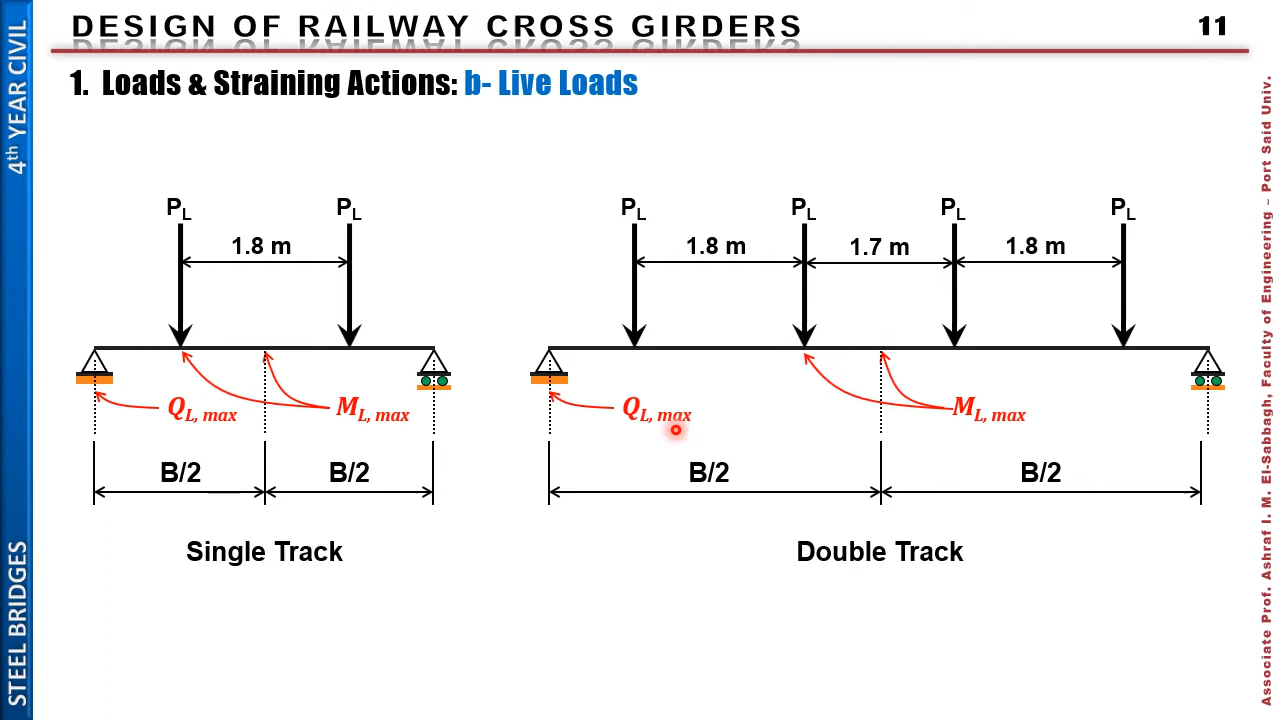 DESIGN OF RAILWAY CROSS GIRDERS
11
1. Loads & Straining Actions: b- Live Loads
4th YEAR CIVIL
STEEL BRIDGES
Associate Prof. Ashraf I. M. El-Sabbagh, Faculty of Engineering – Port Said Univ.
PL PL
1.8 m
QL, max ML, max
B/2 B/2
Single Track
PL PL PL PL
1.8 m 1.7 m 1.8 m
QL, max ML, max
B/2 B/2
Double Track